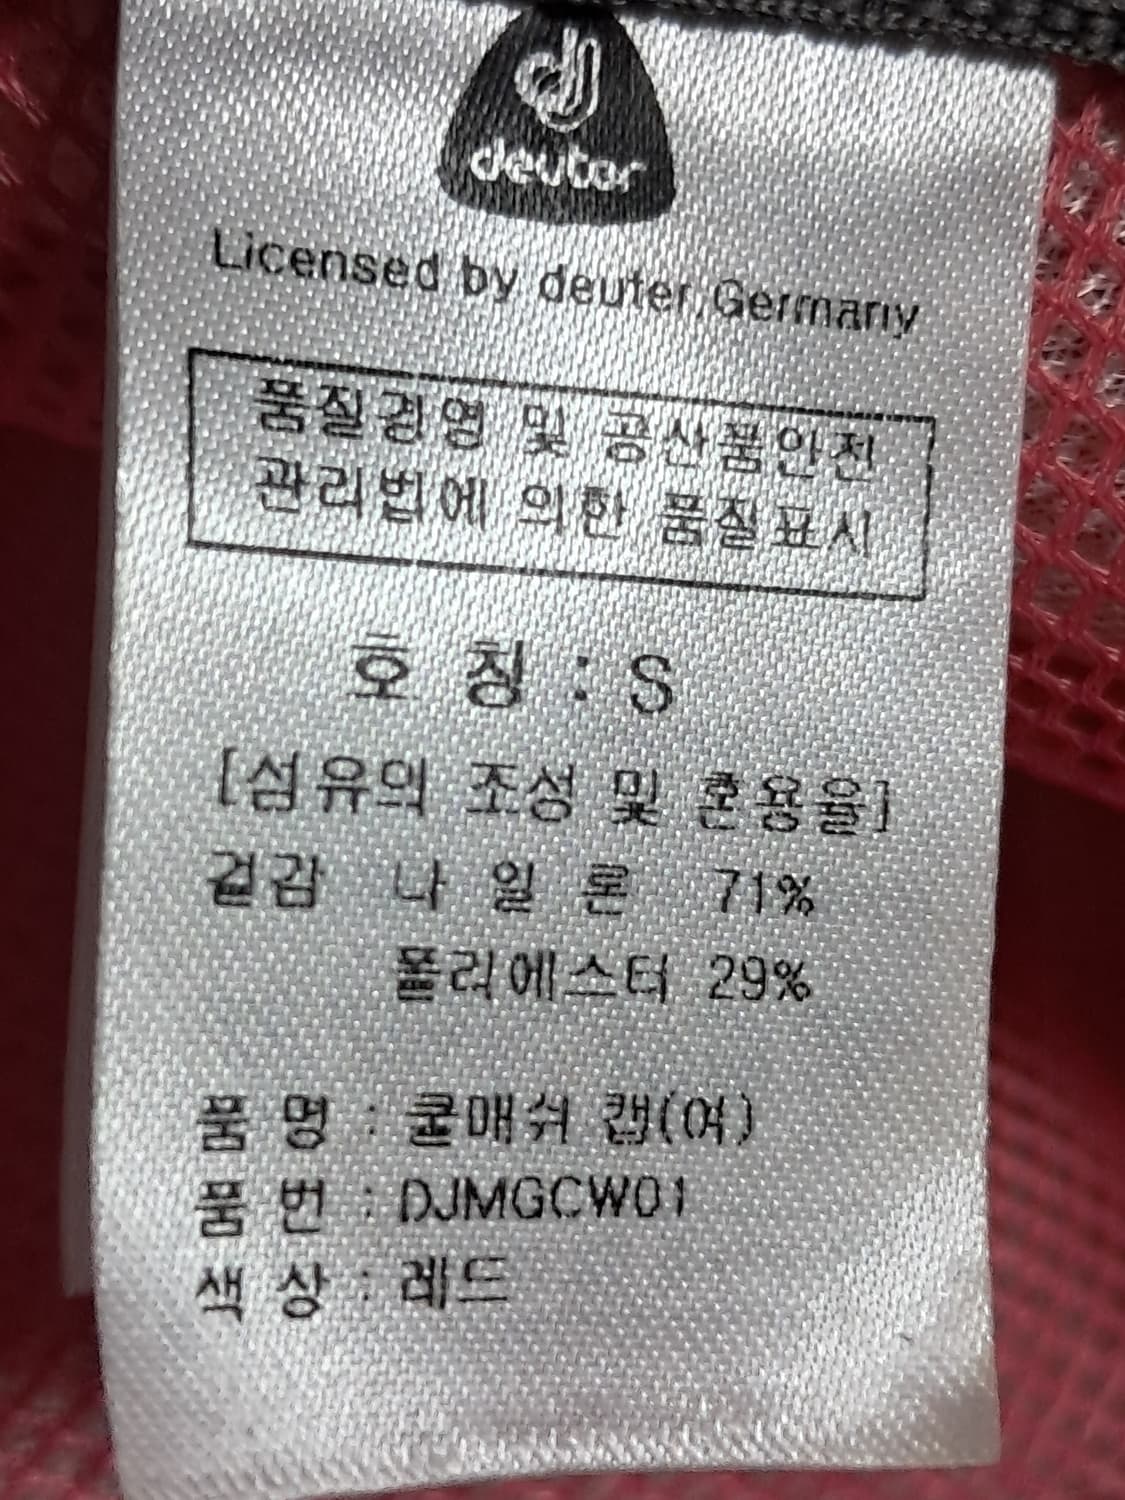 deuter
Licensed by deuter,Germany
품질경영 및 공산품안전
관리법에 의한 품질표시
호 칭 : S
[섬유의 조성 및 혼용율]
겉감 나 일 론 71%
폴리에스터 29%
품 명 : 쿨매쉬 캡(여)
품 번 : DJMGCW01
색 상 : 레드